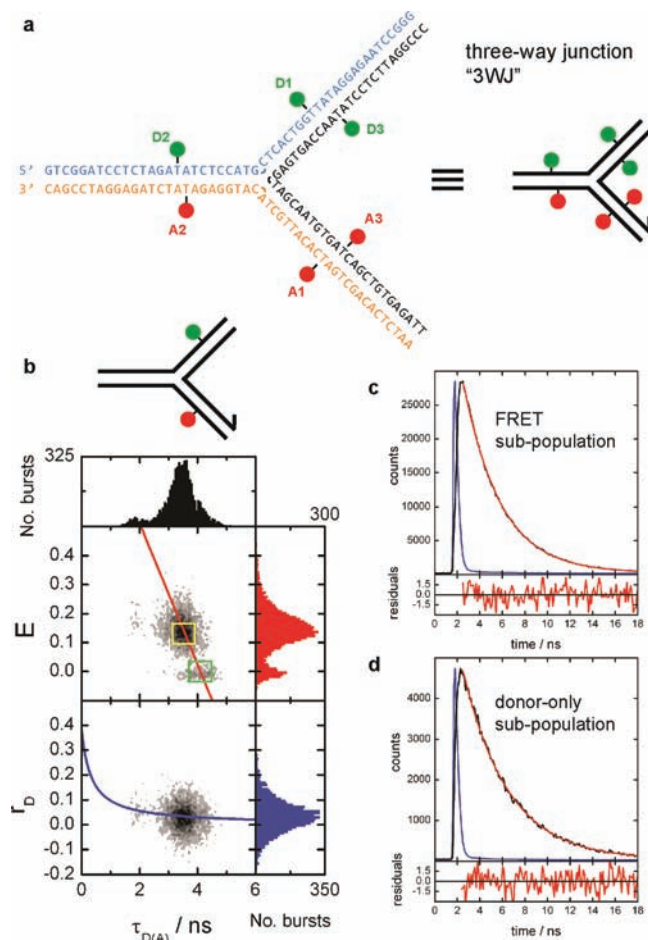 a
three-way junction
"3WJ"
D1
D2
D3
CTCACTGGTTATAGGAGAATCCGGG
GAGTGACCAATATCCTCTTAGGCCC
5' GTCGGATCCTCTAGATATCTCCATG
3' CAGCCTAGGAGATCTATAGAGGTAC
TAGCAATGTGATCAGCTGTGAGATT
ATCGTTACACTAGTCGACACTCTAA
A2
A3
A1
b
No. bursts
325
300
E
0.4
0.3
0.2
0.1
0.0
rD
0.4
0.3
0.2
0.1
0.0
-0.1
-0.2
0 2 4 6 350
τD(A) / ns
No. bursts
c
FRET
sub-population
counts
25000
20000
15000
10000
5000
residuals
1.5
0.0
-1.5
0 2 4 6 8 10 12 14 16 18
time / ns
d
donor-only
sub-population
counts
4000
3000
2000
1000
residuals
1.5
0.0
-1.5
0 2 4 6 8 10 12 14 16 18
time / ns